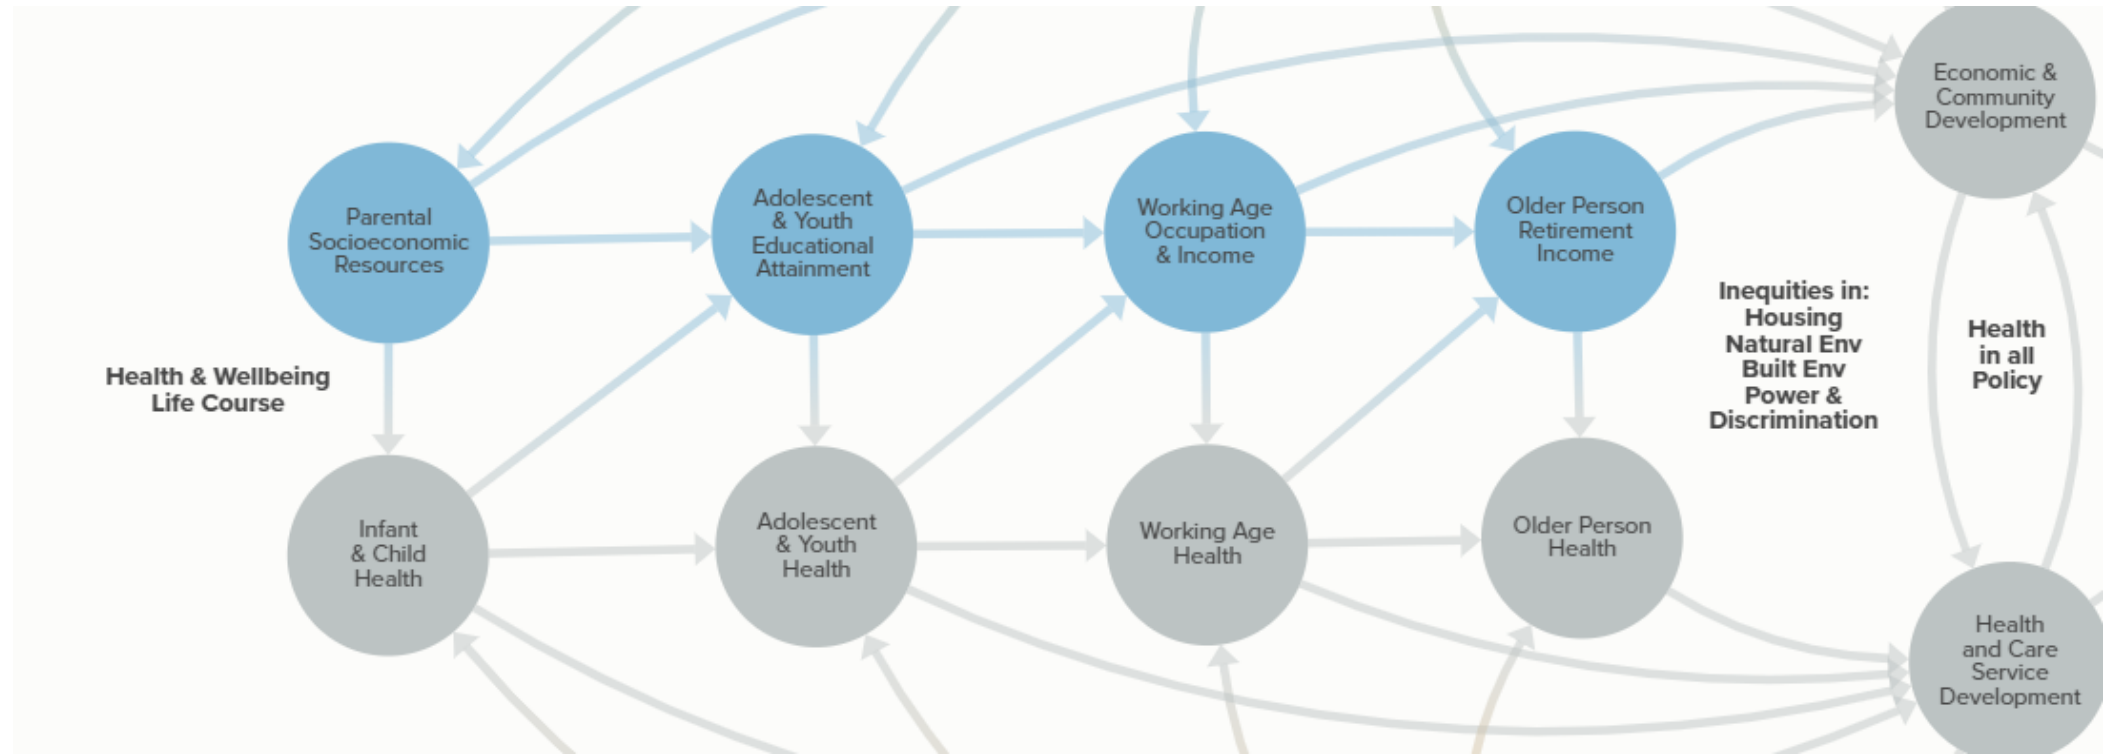 Economic &
Community
Development
Parental
Socioeconomic
Resources
Adolescent
& Youth
Educational
Attainment
Working Age
Occupation
& Income
Older Person
Retirement
Income
Inequities in:
Housing
Natural Env
Built Env
Power &
Discrimination
Health
in all
Policy
Health & Wellbeing
Life Course
Infant
& Child
Health
Adolescent
& Youth
Health
Working Age
Health
Older Person
Health
Health
and Care
Service
Development